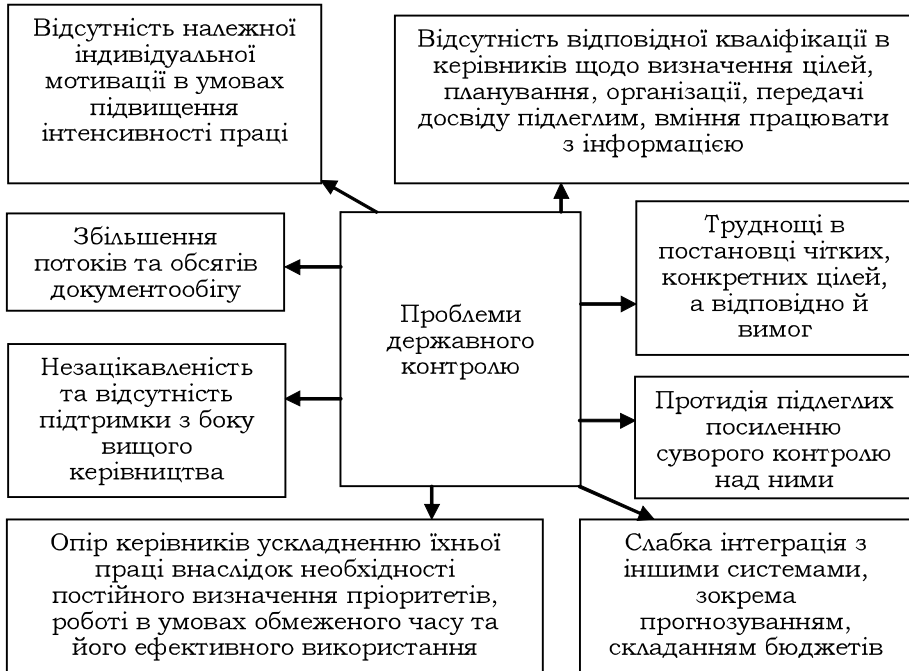 Відсутність належної
індивідуальної
мотивації в умовах
підвищення
інтенсивності праці
Відсутність відповідної кваліфікації в
керівників щодо визначення цілей,
планування, організації, передачі
досвіду підлеглим, вміння працювати
з інформацією
Збільшення
потоків та обсягів
документообігу
Проблеми
державного
контролю
Труднощі в
постановці чітких,
конкретних цілей,
а відповідно й
вимог
Незацікавленість
та відсутність
підтримки з боку
вищого
керівництва
Протидія підлеглих
посиленню
суворого контролю
над ними
Опір керівників ускладненню їхньої
праці внаслідок необхідності
постійного визначення пріоритетів,
роботі в умовах обмеженого часу та
його ефективного використання
Слабка інтеграція з
іншими системами,
зокрема
прогнозуванням,
складанням бюджетів